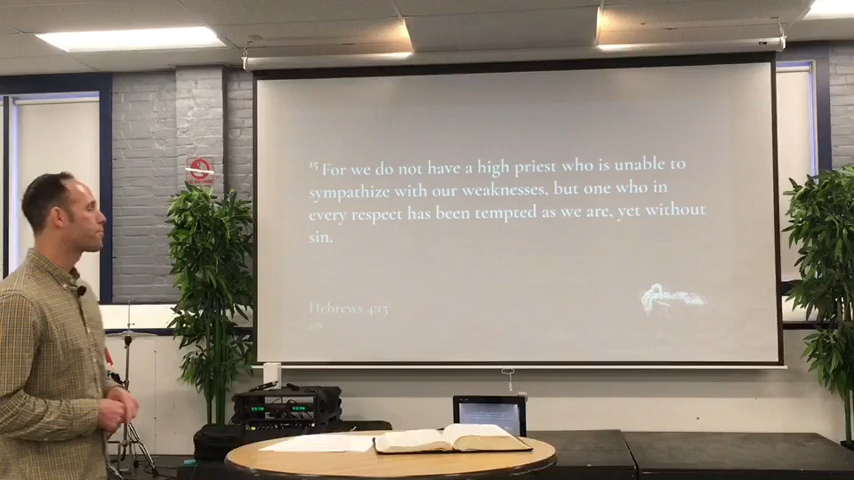 ¹⁵ For we do not have a high priest who is unable to
sympathize with our weaknesses, but one who in
every respect has been tempted as we are, yet without
sin.
Hebrews 4:15